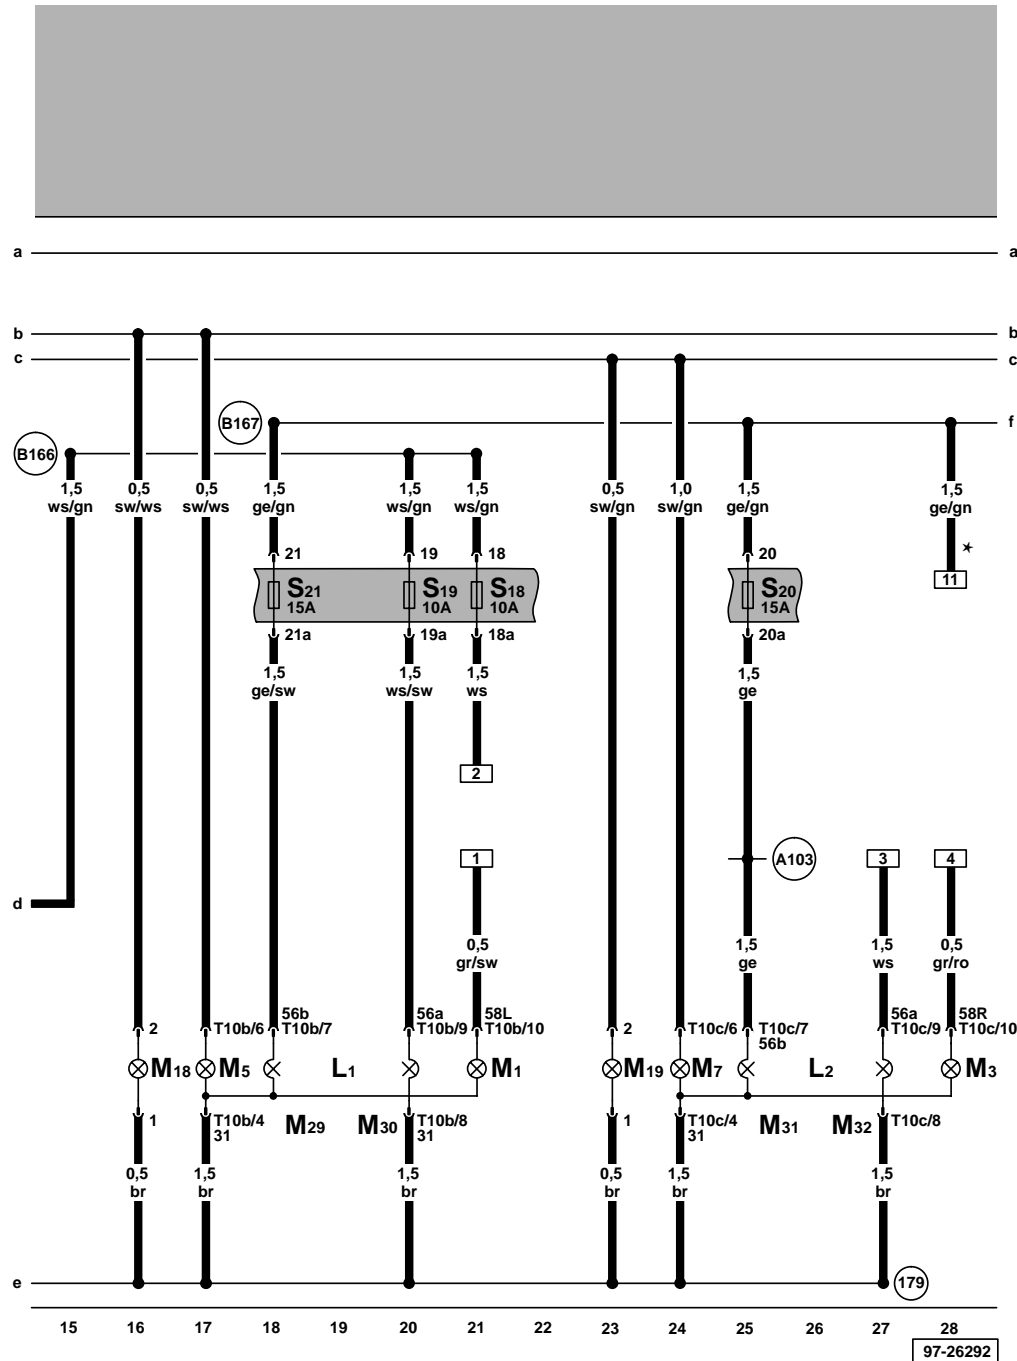 a a
b b
c c
B167 f
B166
1,5 0,5 0,5 1,5 1,5 1,5 0,5 1,0 1,5 1,5
ws/gn sw/ws sw/ws ge/gn ws/gn ws/gn sw/gn sw/gn ge/gn ge/gn
21 19 18 20 *
S21 S19 S18 S20 11
15A 10A 10A 15A
21a 19a 18a 20a
1,5 1,5 1,5 1,5
ge/sw ws/sw ws ge
2
1 A103 3 4
d
0,5 1,5 1,5 0,5
gr/sw ge ws gr/ro
56b 56a 58L 56a 58R
2 T10b/6 T10b/7 T10b/9 T10b/10 2 T10c/6 T10c/7 T10c/9 T10c/10
56b
M18 M5 L1 M1 M19 M7 L2 M3
1 T10b/4 M29 M30 T10b/8 1 T10c/4 M31 M32 T10c/8
31 31 31
0,5 1,5 1,5 0,5 1,5 1,5
br br br br br br
e 179
15 16 17 18 19 20 21 22 23 24 25 26 27 28
97-26292